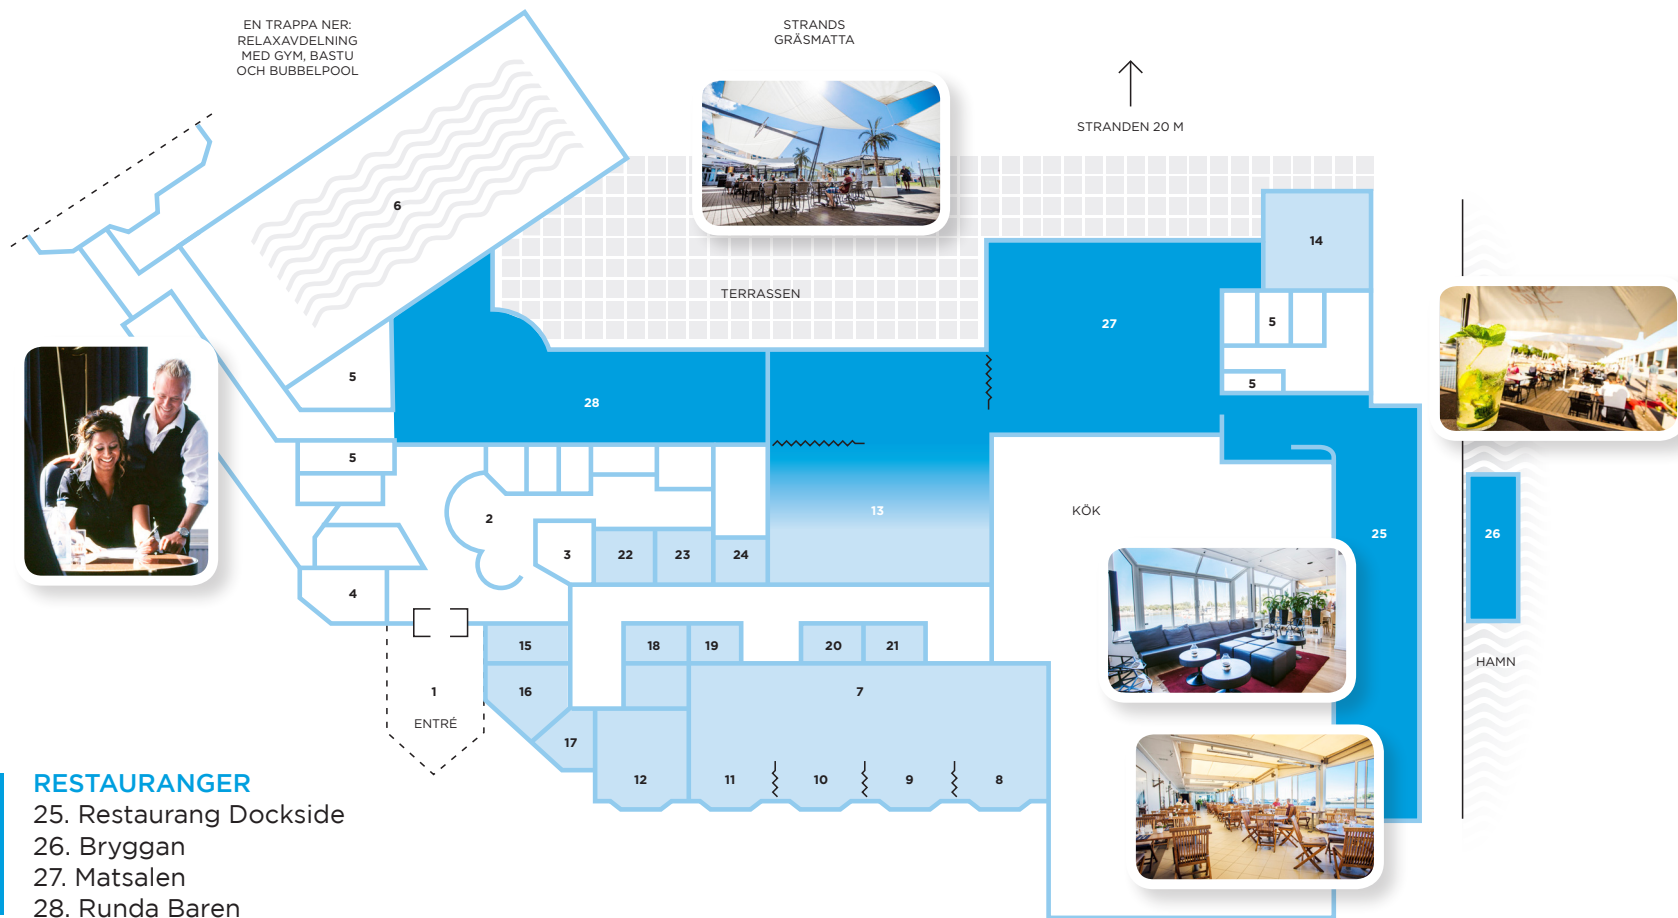 EN TRAPPA NER:
RELAXAVDELNING
MED GYM, BASTU
OCH BUBBELPOOL
STRANDS
GRÄSMATTA
STRANDEN 20 M
6
14
TERRASSEN
27
5
5
5
28
5
2
13
KÖK
25
26
3
22
23
24
4
15
18
19
20
21
HAMN
1
16
7
ENTRÉ
17
12
11
10
9
8
RESTAURANGER
25. Restaurang Dockside
26. Bryggan
27. Matsalen
28. Runda Baren